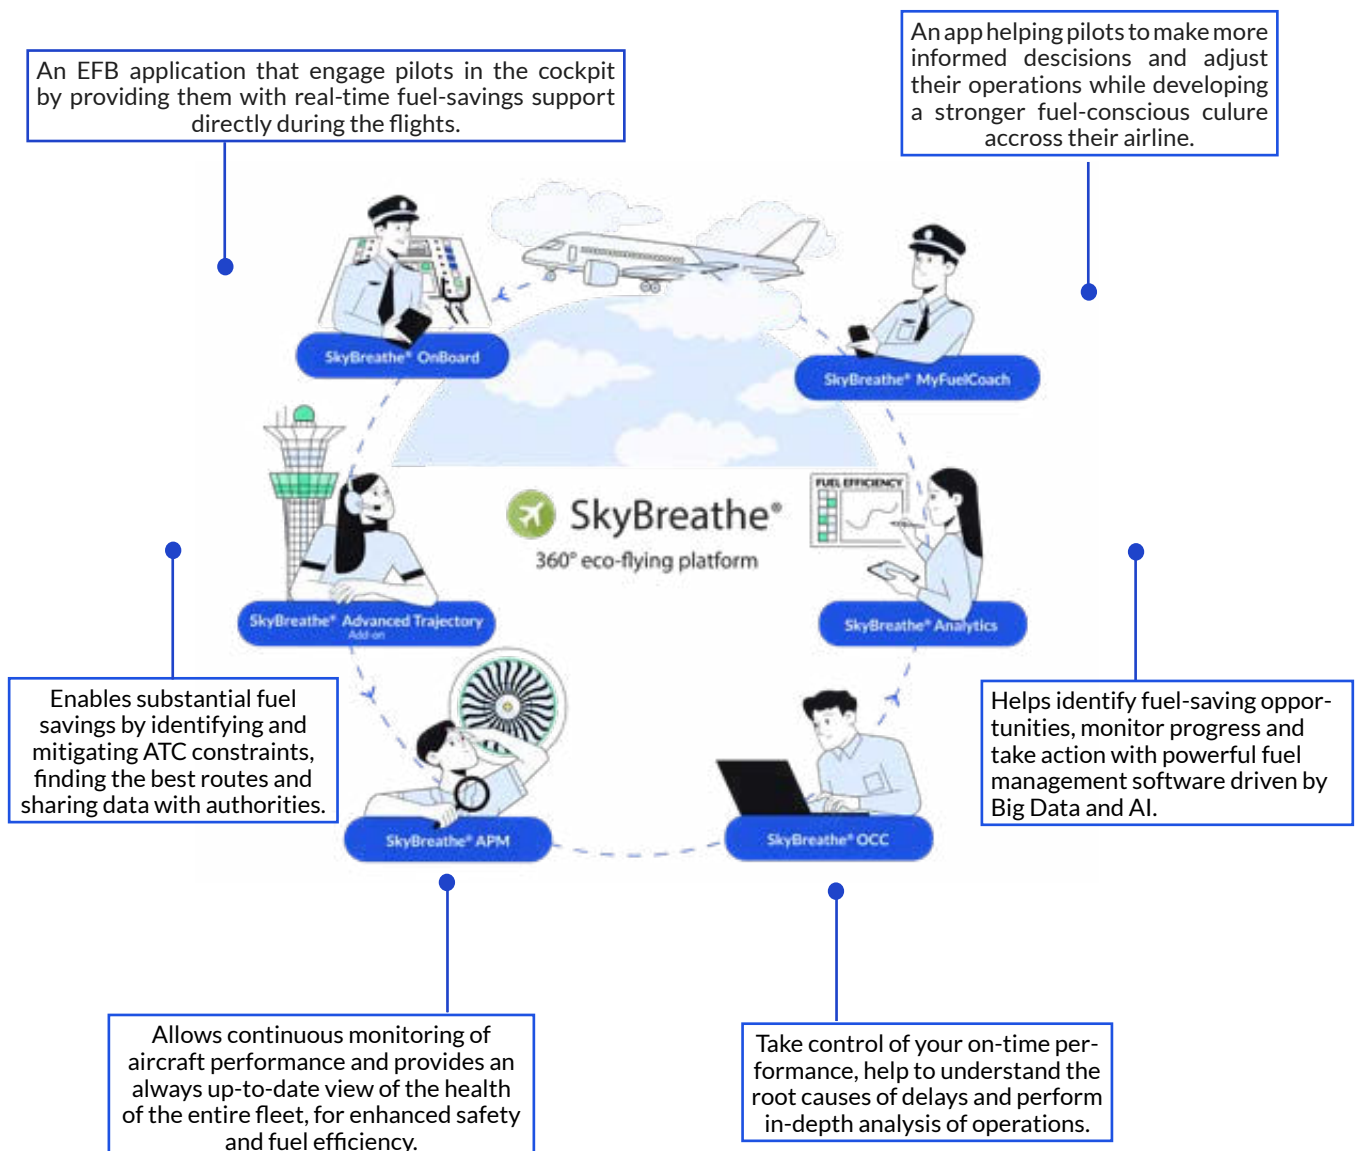 An EFB application that engage pilots in the cockpit
by providing them with real-time fuel-savings support
directly during the flights.
An app helping pilots to make more
informed descisions and adjust
their operations while developing
a stronger fuel-conscious culure
accross their airline.
SkyBreathe® OnBoard
SkyBreathe® MyFuelCoach
FUEL EFFICIENCY
SkyBreathe®
360° eco-flying platform
SkyBreathe® Advanced Trajectory
Add-on
SkyBreathe® Analytics
Enables substantial fuel
savings by identifying and
mitigating ATC constraints,
finding the best routes and
sharing data with authorities.
Helps identify fuel-saving oppor-
tunities, monitor progress and
take action with powerful fuel
management software driven by
Big Data and AI.
SkyBreathe® APM
SkyBreathe® OCC
Allows continuous monitoring of
aircraft performance and provides an
always up-to-date view of the health
of the entire fleet, for enhanced safety
and fuel efficiency.
Take control of your on-time per-
formance, help to understand the
root causes of delays and perform
in-depth analysis of operations.